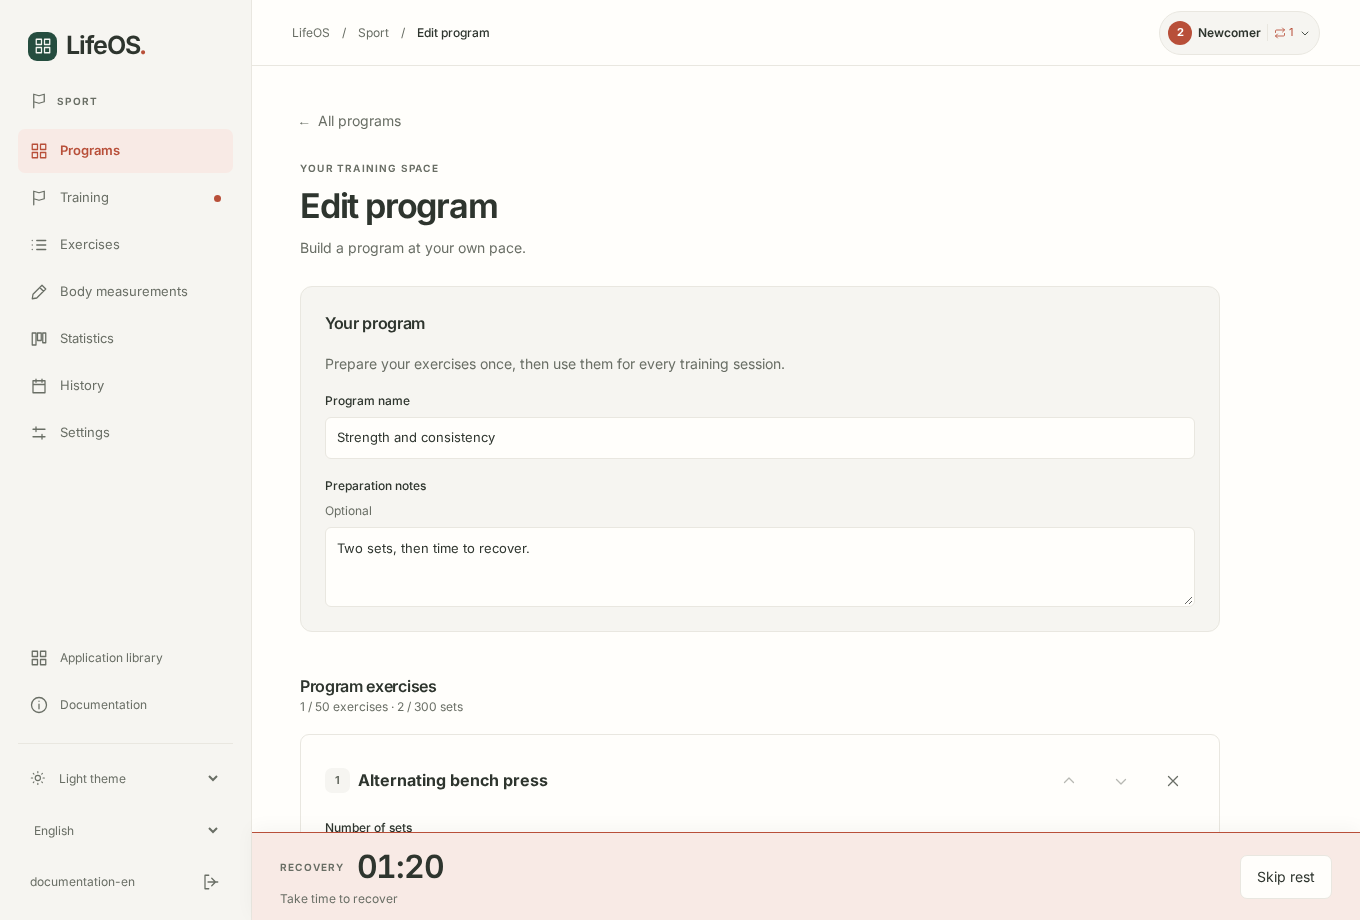 LifeOS.
SPORT
Programs
Training
Exercises
Body measurements
Statistics
History
Settings
Application library
Documentation
Light theme
English
documentation-en
LifeOS / Sport / Edit program
2 Newcomer 1
← All programs
YOUR TRAINING SPACE
Edit program
Build a program at your own pace.
Your program
Prepare your exercises once, then use them for every training session.
Program name
Strength and consistency
Preparation notes
Optional
Two sets, then time to recover.
Program exercises
1 / 50 exercises · 2 / 300 sets
1 Alternating bench press
Number of sets
RECOVERY 01:20
Take time to recover
Skip rest